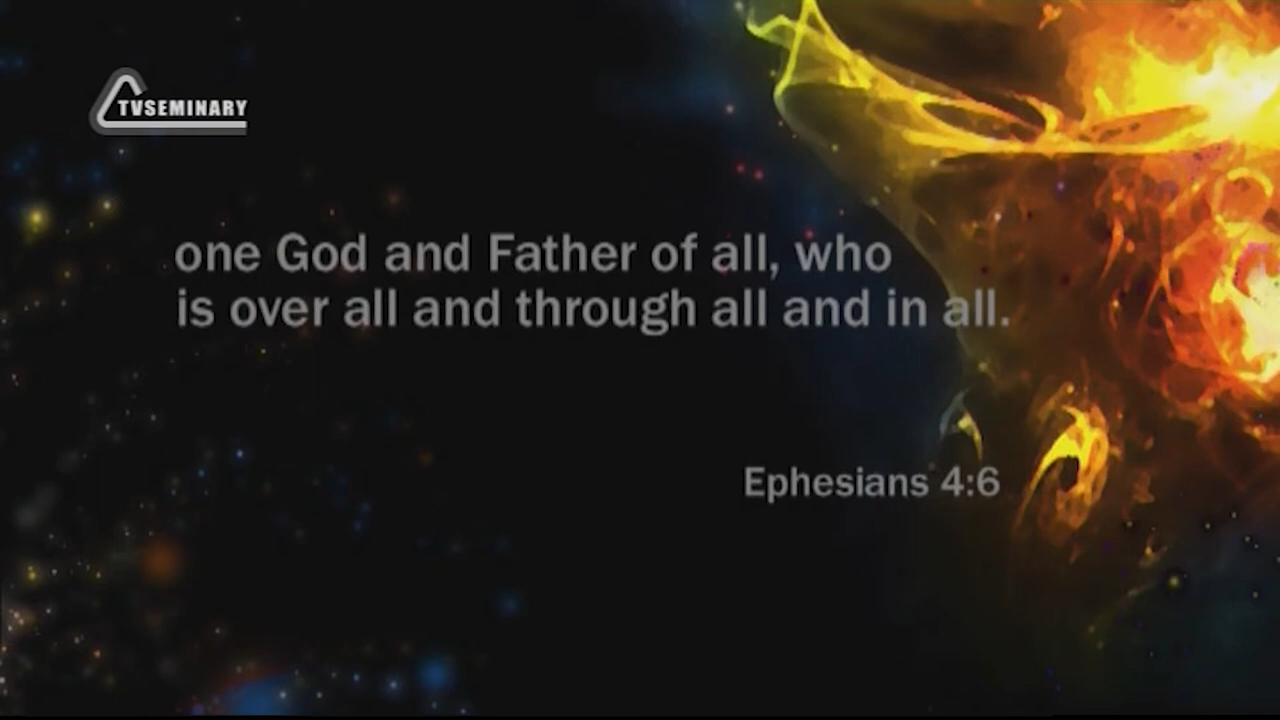 TVSEMINARY
one God and Father of all, who
is over all and through all and in all.
Ephesians 4:6